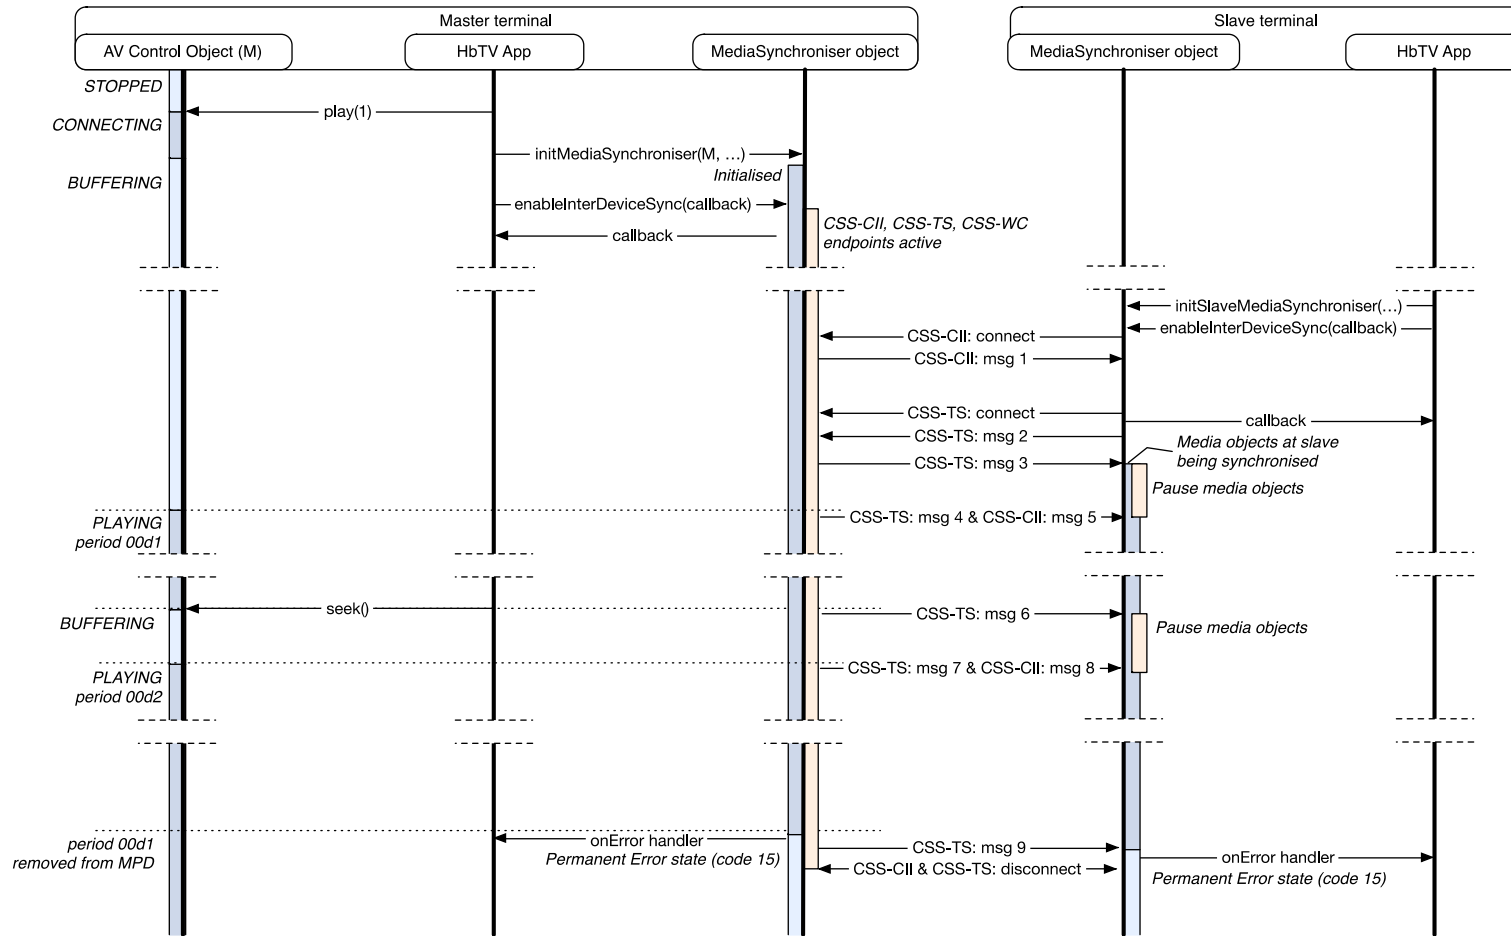 Master terminal
Slave terminal
AV Control Object (M)
HbTV App
MediaSynchroniser object
MediaSynchroniser object
HbTV App
STOPPED
play(1)
CONNECTING
initMediaSynchroniser(M, …)
Initialised
BUFFERING
enableInterDeviceSync(callback)
CSS-CII, CSS-TS, CSS-WC
endpoints active
callback
initSlaveMediaSynchroniser(…)
enableInterDeviceSync(callback)
CSS-CII: connect
CSS-CII: msg 1
CSS-TS: connect
callback
CSS-TS: msg 2
Media objects at slave
being synchronised
CSS-TS: msg 3
Pause media objects
CSS-TS: msg 4 & CSS-CII: msg 5
PLAYING
period 00d1
seek()
CSS-TS: msg 6
BUFFERING
Pause media objects
CSS-TS: msg 7 & CSS-CII: msg 8
PLAYING
period 00d2
period 00d1
removed from MPD
onError handler
Permanent Error state (code 15)
CSS-TS: msg 9
CSS-CII & CSS-TS: disconnect
onError handler
Permanent Error state (code 15)